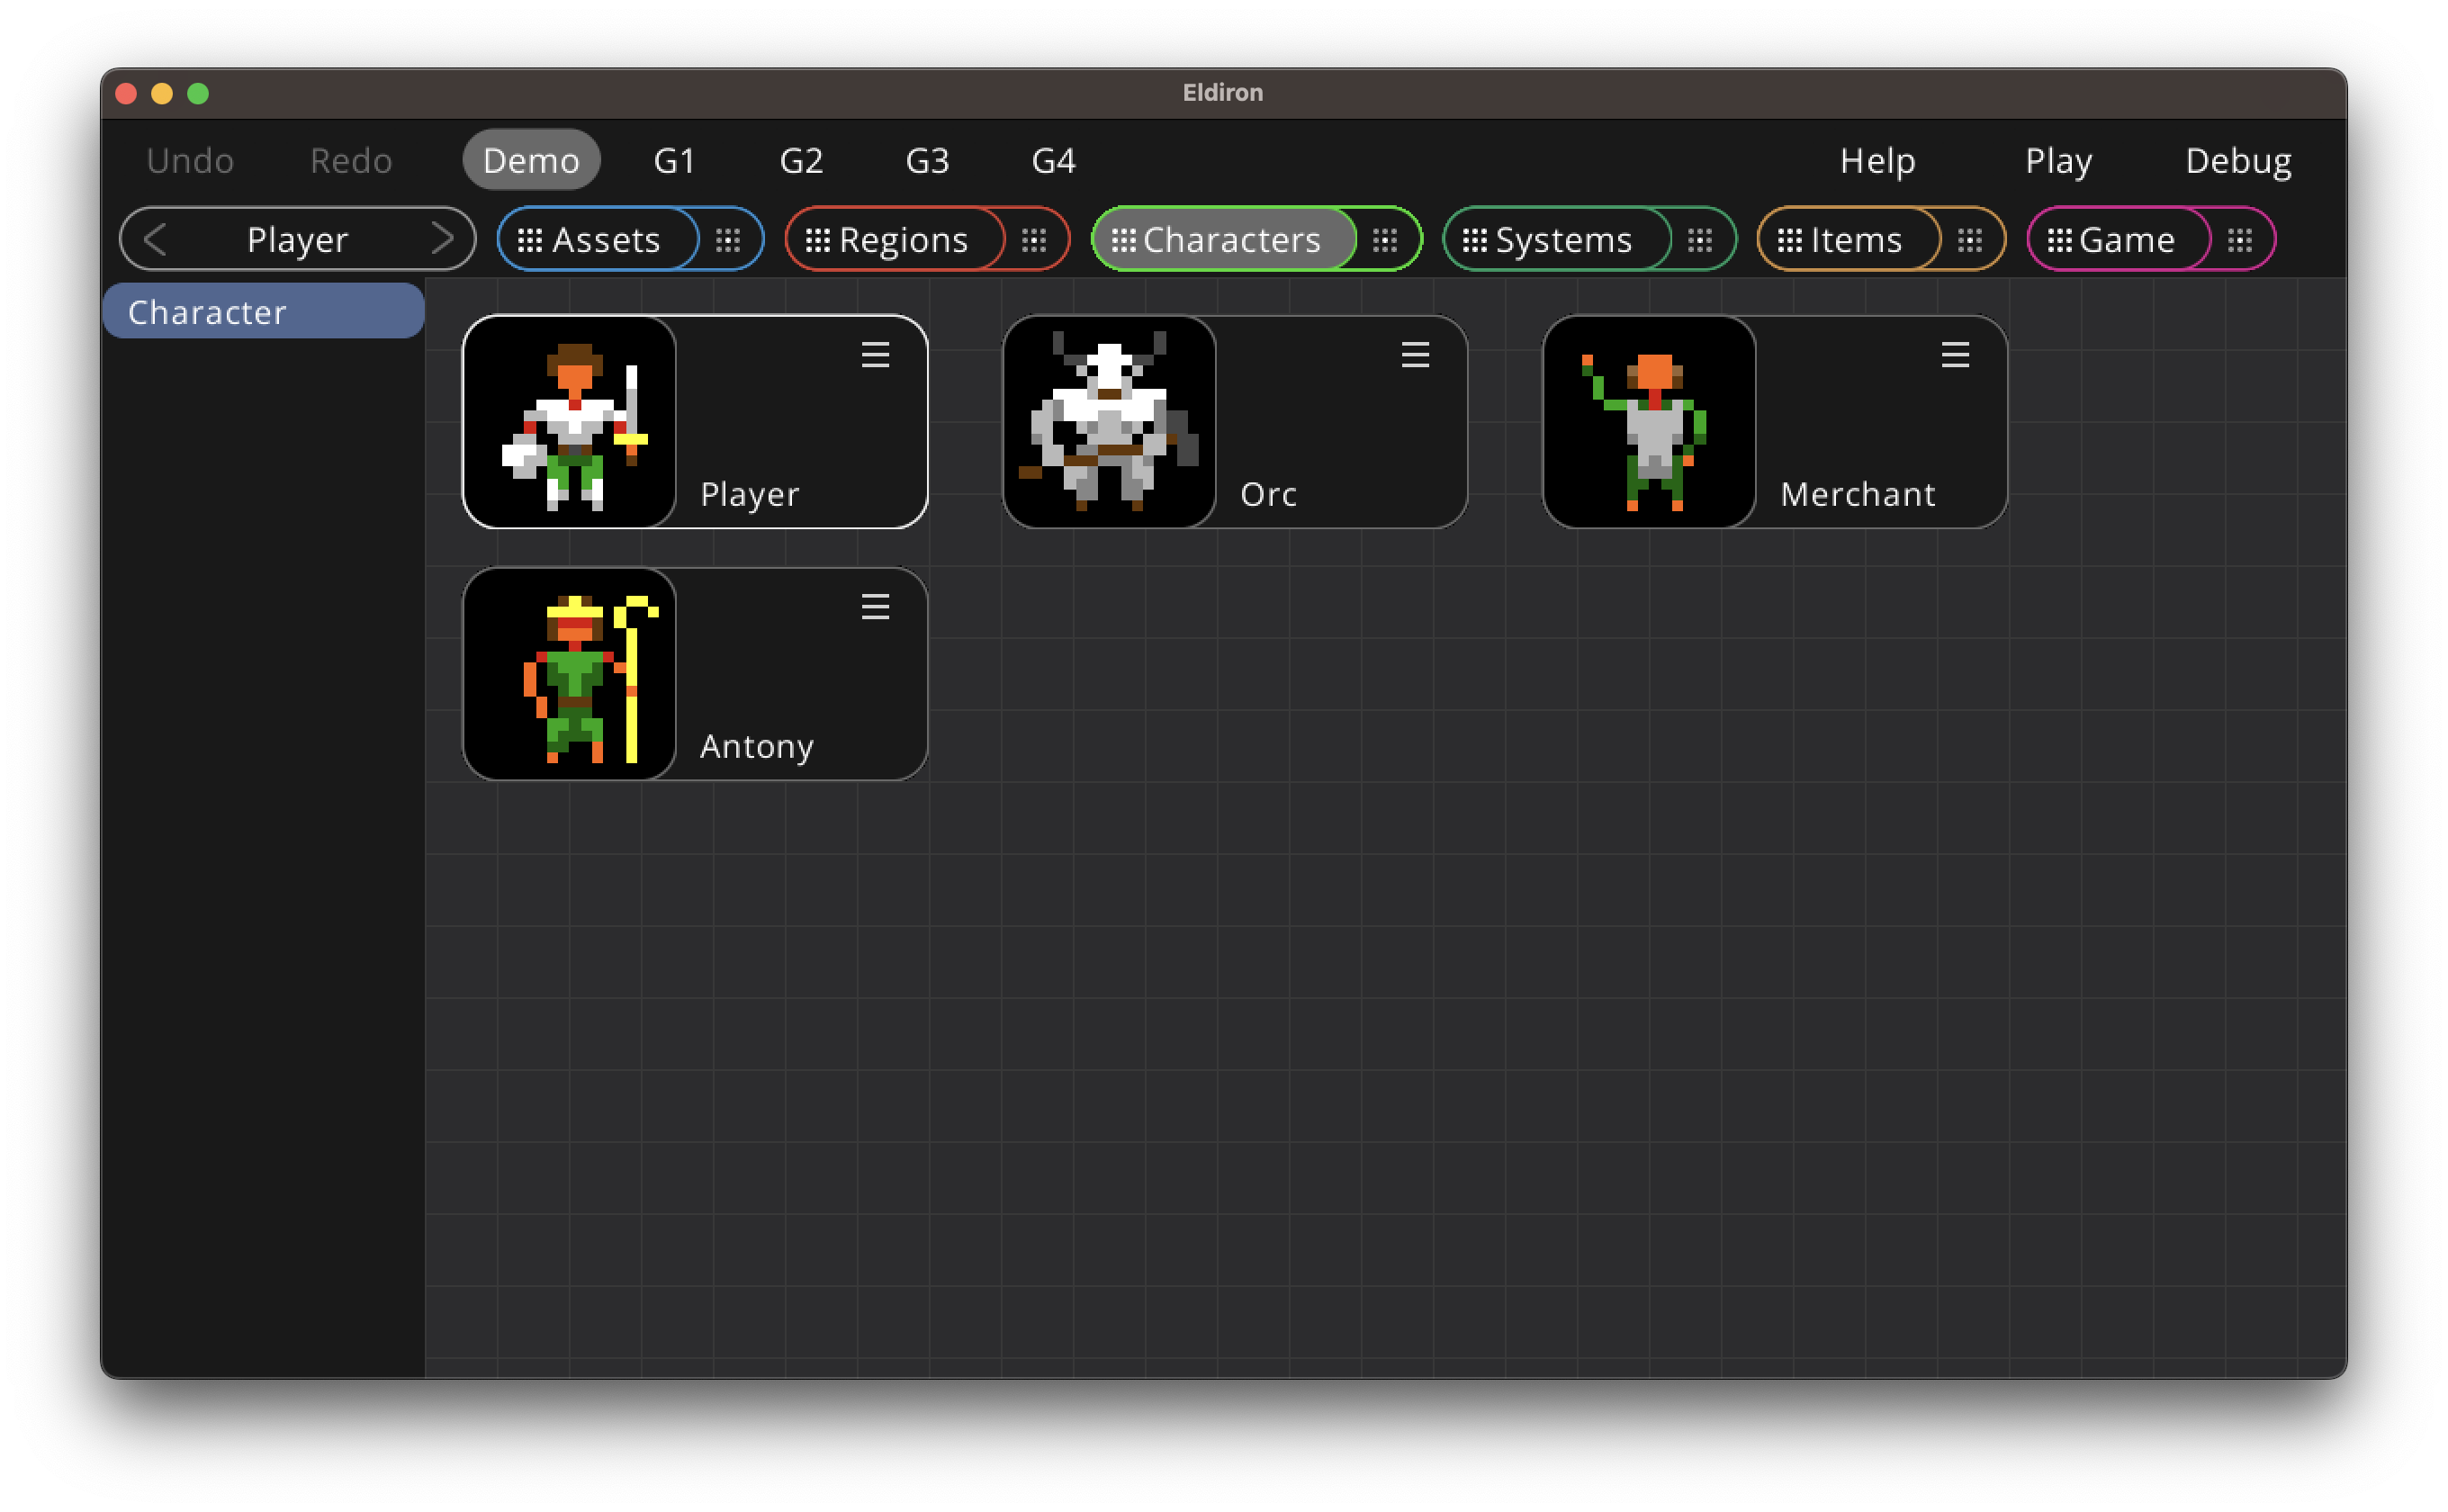 Eldiron
Undo Redo Demo G1 G2 G3 G4 Help Play Debug
Player Assets Regions Characters Systems Items Game
Character
Player Orc Merchant
Antony